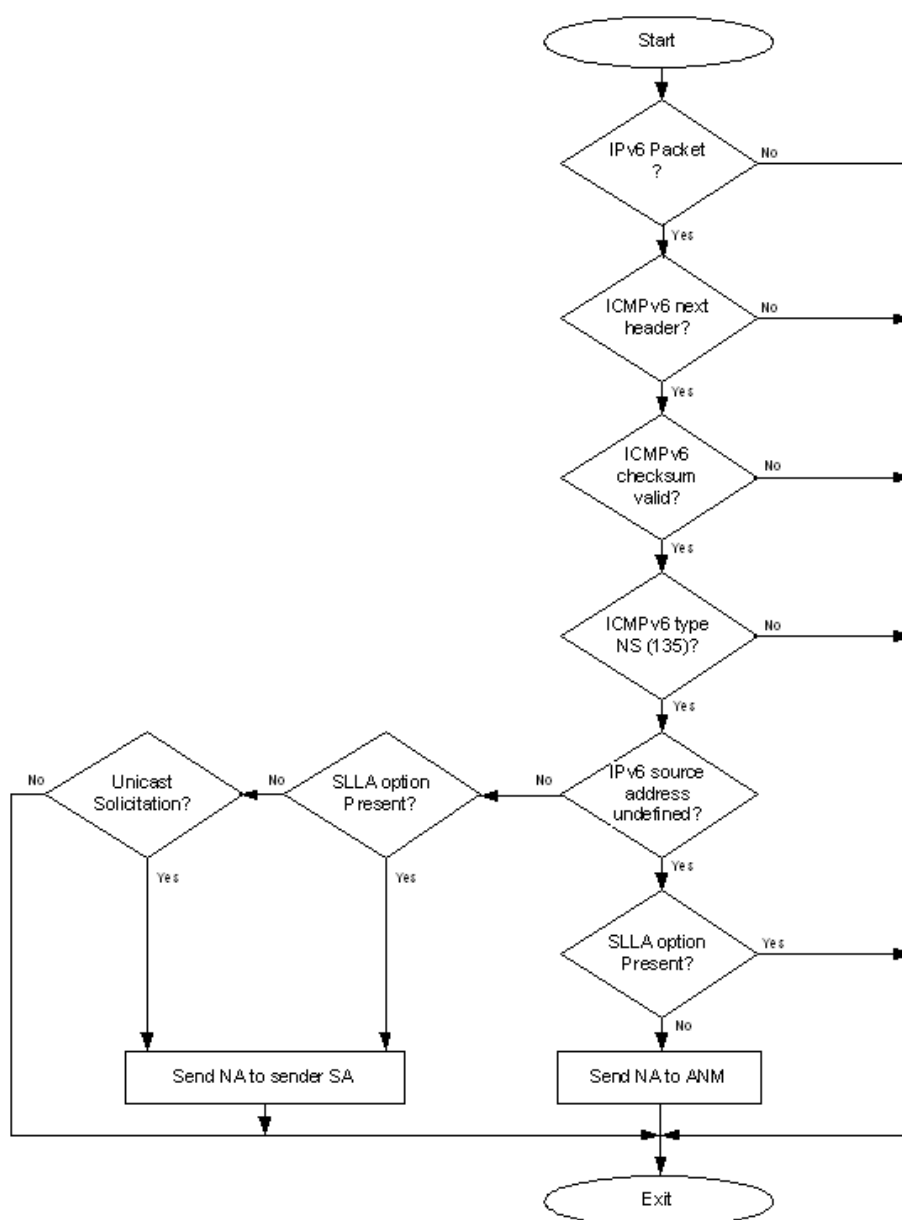 Start
IPv6 Packet
?
No
Yes
ICMPv6 next
header?
No
Yes
ICMPv6
checksum
valid?
No
Yes
ICMPv6 type
NS (135)?
No
Yes
Unicast
Solicitation?
No
Yes
SLLA option
Present?
No
Yes
IPv6 source
address
undefined?
No
Yes
SLLA option
Present?
Yes
No
Send NA to sender SA
Send NA to ANM
Exit